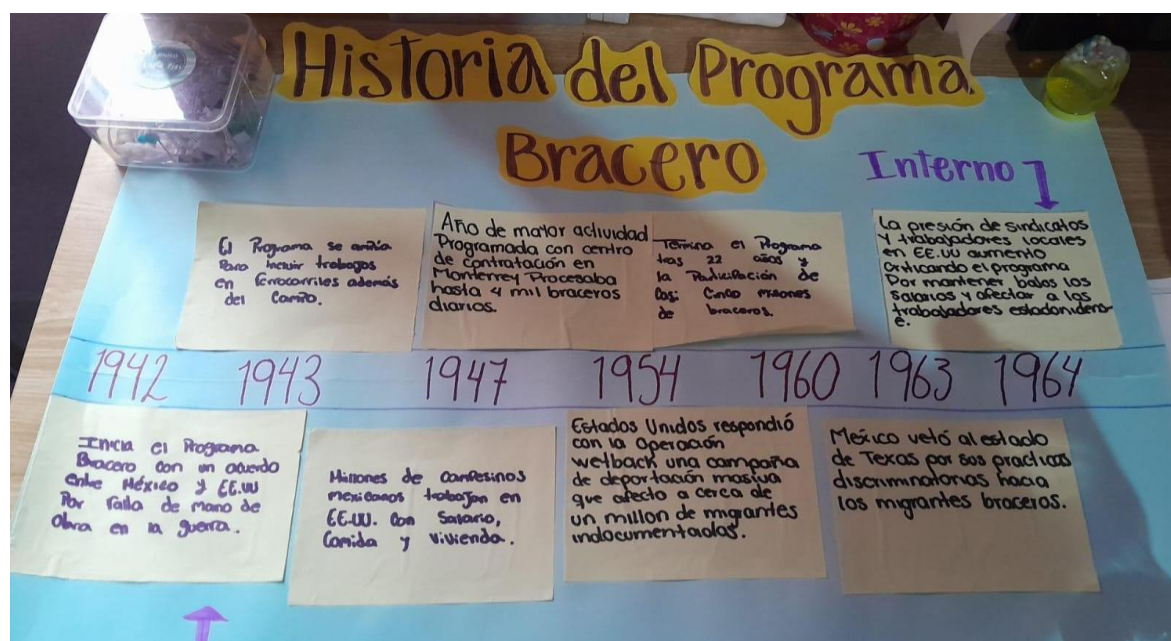 Historia del Programa
Bracero
Interno
El Programa se amplia
Para incluir trabajos
en ferrocarriles además
del Campo.
Año de mayor actividad
Programada con centro
de contratación en
Monterrey Procesaba
hasta 4 mil braceros
diarios.
Termina el Programa
tras 22 años y
la Participación de
Casi Cinco millones
de braceros.
La presión de sindicatos
y trabajadores locales
en EE.UU aumento
Criticando el programa
Por mantener bajos los
Salarios y afectar a los
trabajadores estadounidens-
e.
1942 1943 1947 1954 1960 1963 1964
Inicia el Programa
Bracero con un acuerdo
entre México y EE.UU
Por falla de mano de
Obra en la guerra.
Millones de campesinos
mexicanos trabajan en
EE.UU. Con Salario,
Comida y vivienda.
Estados Unidos respondió
con la Operación
wetback una campaña
de deportación masiva
que afecto a cerca de
un millon de migrantes
indocumentados.
México vetó al estado
de Texas por sus practicas
discriminatorias hacia
los migrantes braceros.